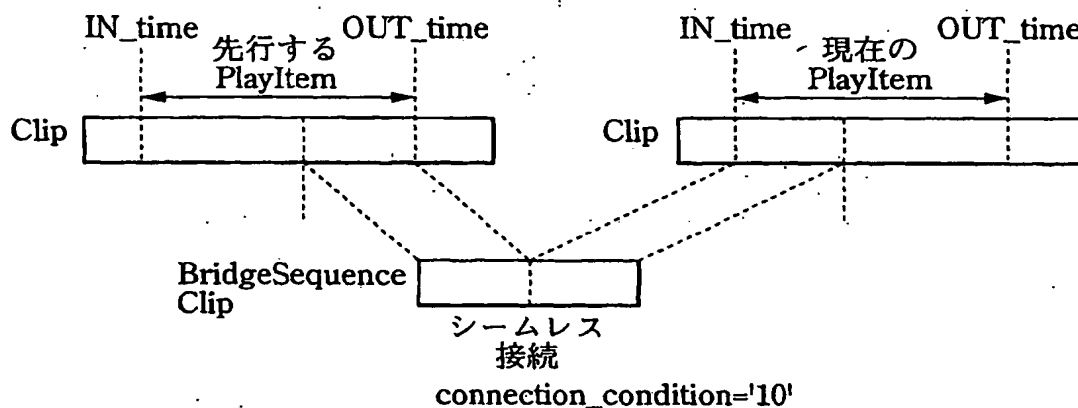 IN_time
OUT_time
先行する
PlayItem
Clip
IN_time
OUT_time
現在の
PlayItem
Clip
BridgeSequence
Clip
シームレス
接続
connection_condition='10'